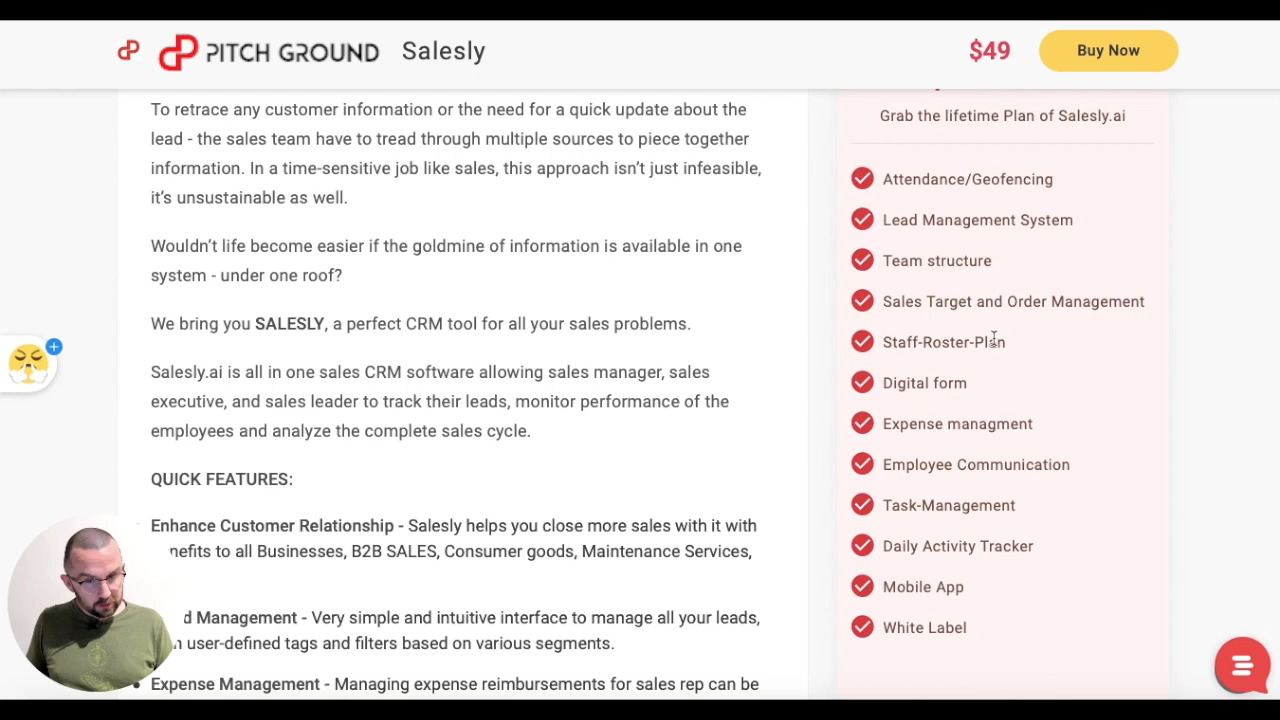 PITCH GROUND Salesly $49 Buy Now
To retrace any customer information or the need for a quick update about the
lead - the sales team have to tread through multiple sources to piece together
information. In a time-sensitive job like sales, this approach isn't just infeasible,
it's unsustainable as well.
Wouldn't life become easier if the goldmine of information is available in one
system - under one roof?
We bring you SALESLY, a perfect CRM tool for all your sales problems.
Salesly.ai is all in one sales CRM software allowing sales manager, sales
executive, and sales leader to track their leads, monitor performance of the
employees and analyze the complete sales cycle.
QUICK FEATURES:
Enhance Customer Relationship - Salesly helps you close more sales with it with
nefits to all Businesses, B2B SALES, Consumer goods, Maintenance Services,
d Management - Very simple and intuitive interface to manage all your leads,
user-defined tags and filters based on various segments.
Expense Management - Managing expense reimbursements for sales rep can be
Grab the lifetime Plan of Salesly.ai
Attendance/Geofencing
Lead Management System
Team structure
Sales Target and Order Management
Staff-Roster-Plan
Digital form
Expense managment
Employee Communication
Task-Management
Daily Activity Tracker
Mobile App
White Label